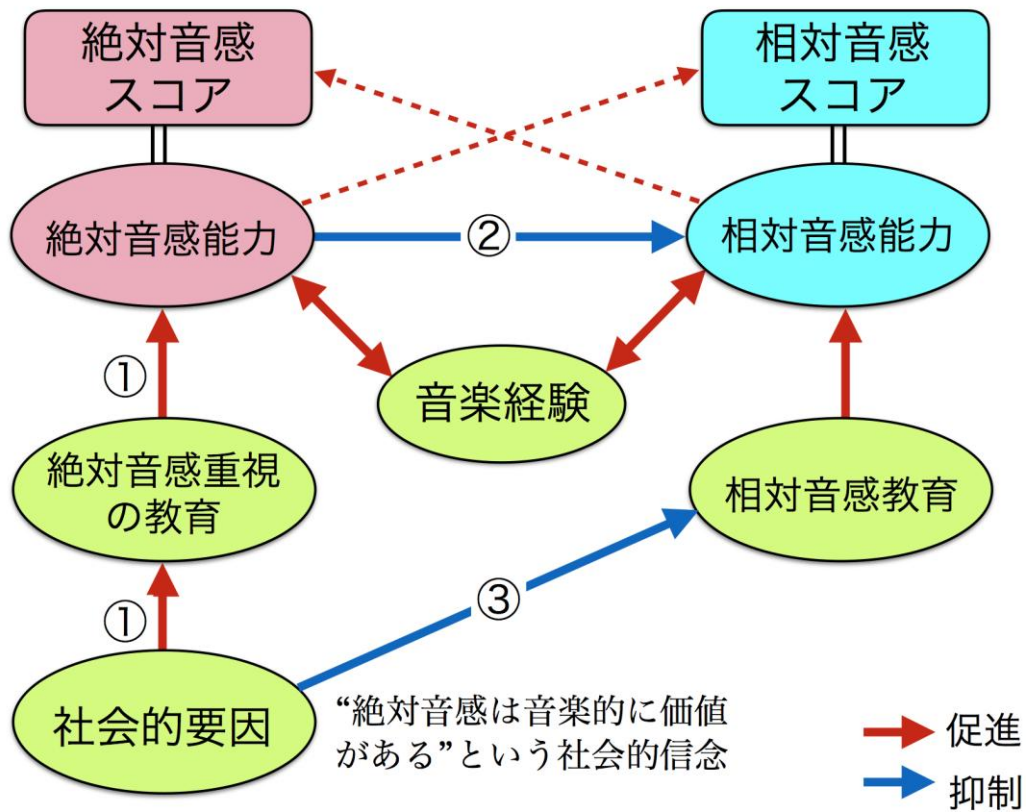 絶対音感
スコア
相対音感
スコア
絶対音感能力
②
相対音感能力
①
音楽経験
絶対音感重視
の教育
相対音感教育
①
③
社会的要因
“絶対音感は音楽的に価値
がある”という社会的信念
促進
抑制